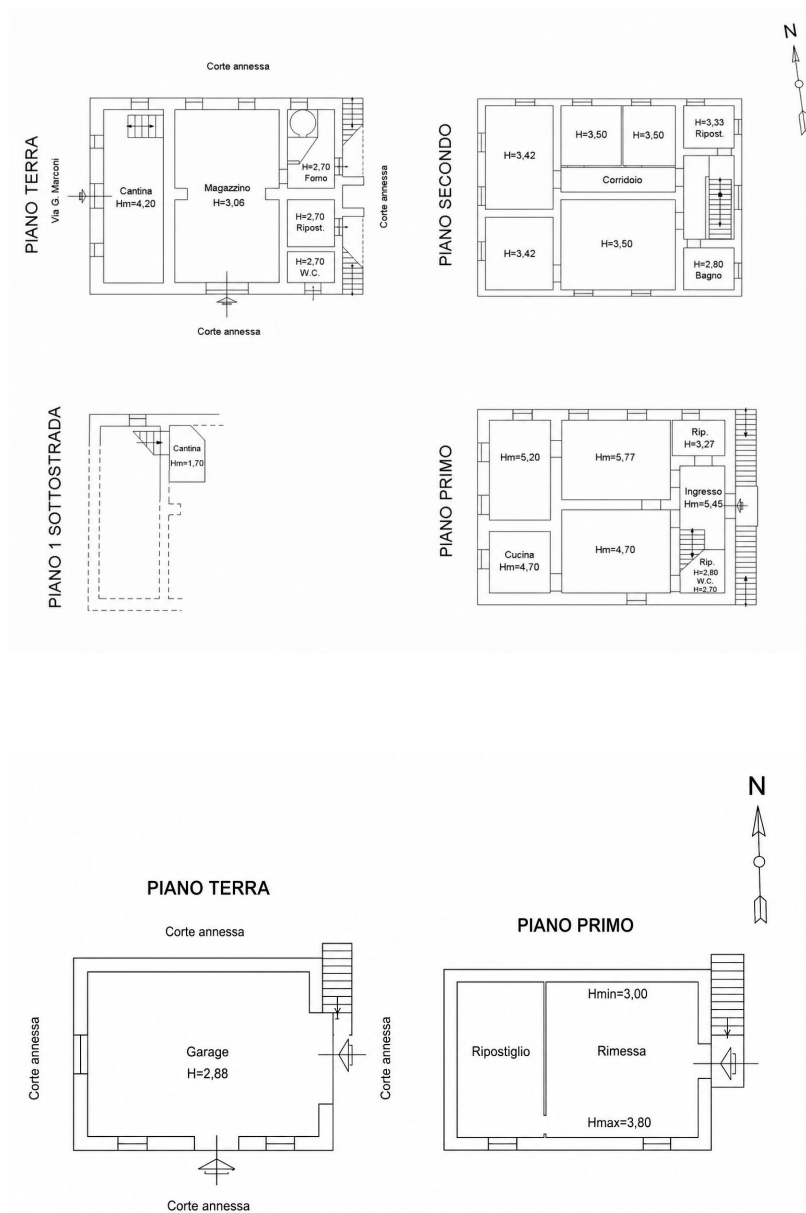 Corte annessa
N
PIANO TERRA
Via G. Marconi
Cantina
Hm=4,20
Magazzino
H=3,06
H=2,70
Forno
H=2,70
Ripost.
H=2,70
W.C.
Corte annessa
Corte annessa
PIANO SECONDO
H=3,42
H=3,50
H=3,50
H=3,33
Ripost.
Corridoio
H=3,42
H=3,50
H=2,80
Bagno
PIANO 1 SOTTOSTRADA
Cantina
Hm=1,70
PIANO PRIMO
Hm=5,20
Hm=5,77
Rip.
H=3,27
Ingresso
Hm=5,45
Cucina
Hm=4,70
Hm=4,70
Rip.
H=2,80
W.C.
H=2,70
N
PIANO TERRA
Corte annessa
Corte annessa
Garage
H=2,88
Corte annessa
Corte annessa
PIANO PRIMO
Hmin=3,00
Ripostiglio
Rimessa
Hmax=3,80